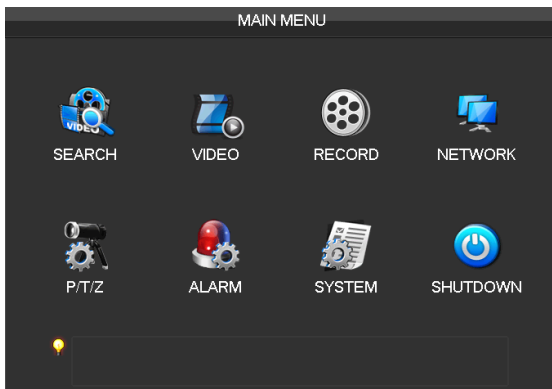 MAIN MENU
VIDEO
SEARCH VIDEO RECORD NETWORK
P/T/Z ALARM SYSTEM SHUTDOWN